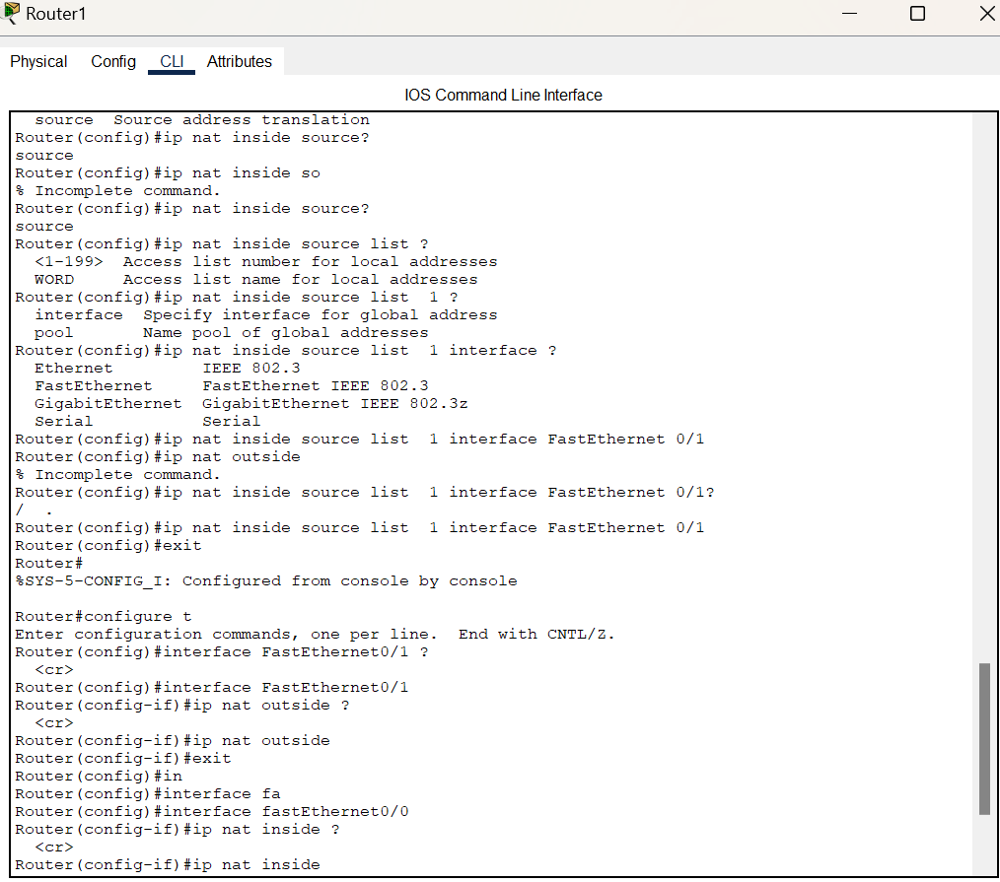 Router1
Physical Config CLI Attributes
IOS Command Line Interface
  source  Source address translation
Router(config)#ip nat inside source?
source
Router(config)#ip nat inside so
% Incomplete command.
Router(config)#ip nat inside source?
source
Router(config)#ip nat inside source list ?
  <1-199>  Access list number for local addresses
  WORD     Access list name for local addresses
Router(config)#ip nat inside source list  1 ?
  interface  Specify interface for global address
  pool       Name pool of global addresses
Router(config)#ip nat inside source list  1 interface ?
  Ethernet         IEEE 802.3
  FastEthernet     FastEthernet IEEE 802.3
  GigabitEthernet  GigabitEthernet IEEE 802.3z
  Serial           Serial
Router(config)#ip nat inside source list  1 interface FastEthernet 0/1
Router(config)#ip nat outside
% Incomplete command.
Router(config)#ip nat inside source list  1 interface FastEthernet 0/1?
/  .
Router(config)#ip nat inside source list  1 interface FastEthernet 0/1
Router(config)#exit
Router#
%SYS-5-CONFIG_I: Configured from console by console
Router#configure t
Enter configuration commands, one per line.  End with CNTL/Z.
Router(config)#interface FastEthernet0/1 ?
  <cr>
Router(config)#interface FastEthernet0/1
Router(config-if)#ip nat outside ?
  <cr>
Router(config-if)#ip nat outside
Router(config-if)#exit
Router(config)#in
Router(config)#interface fa
Router(config)#interface fastEthernet0/0
Router(config-if)#ip nat inside ?
  <cr>
Router(config-if)#ip nat inside